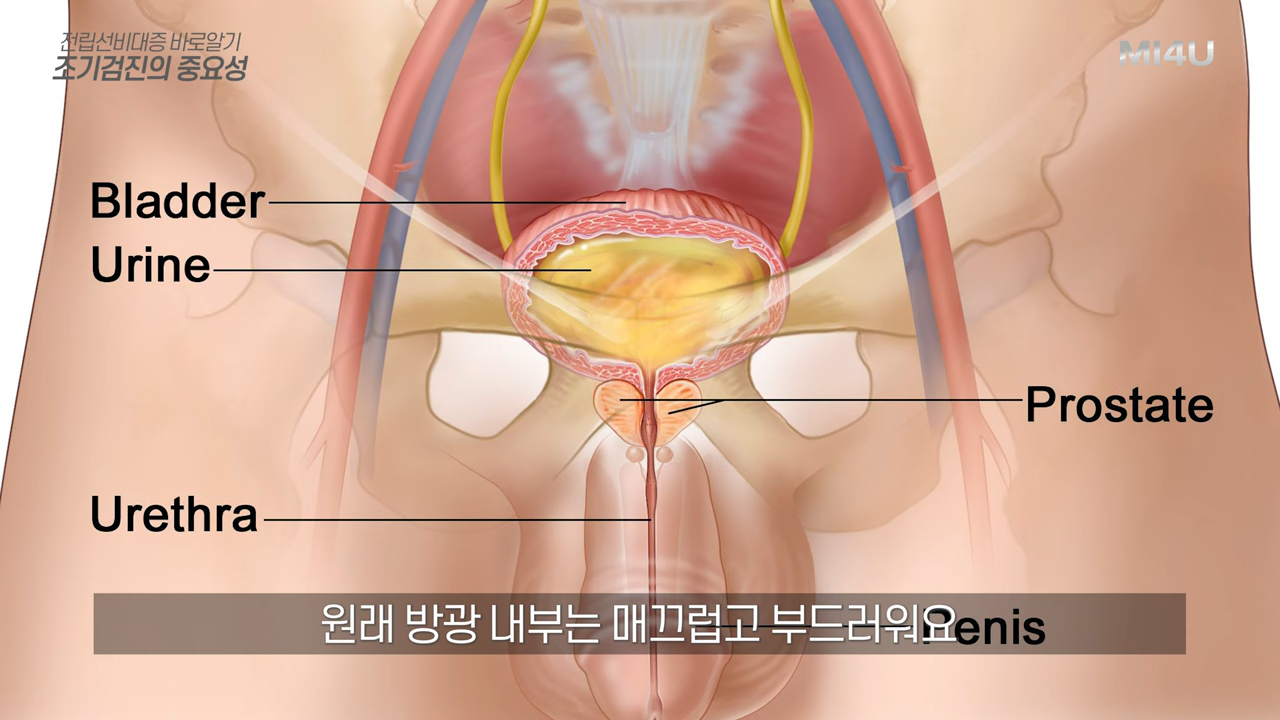 전립선비대증 바로알기
조기검진의 중요성
MI4U
Bladder
Urine
Prostate
Urethra
Penis
원래 방광 내부는 매끄럽고 부드러워요